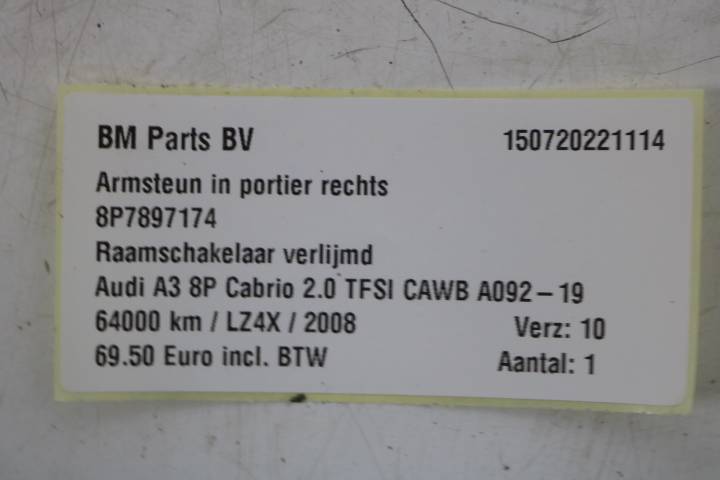 BM Parts BV 150720221114
Armsteun in portier rechts
8P7897174
Raamschakelaar verlijmd
Audi A3 8P Cabrio 2.0 TFSI CAWB A092-19
64000 km / LZ4X / 2008 Verz: 10
69.50 Euro incl. BTW Aantal: 1